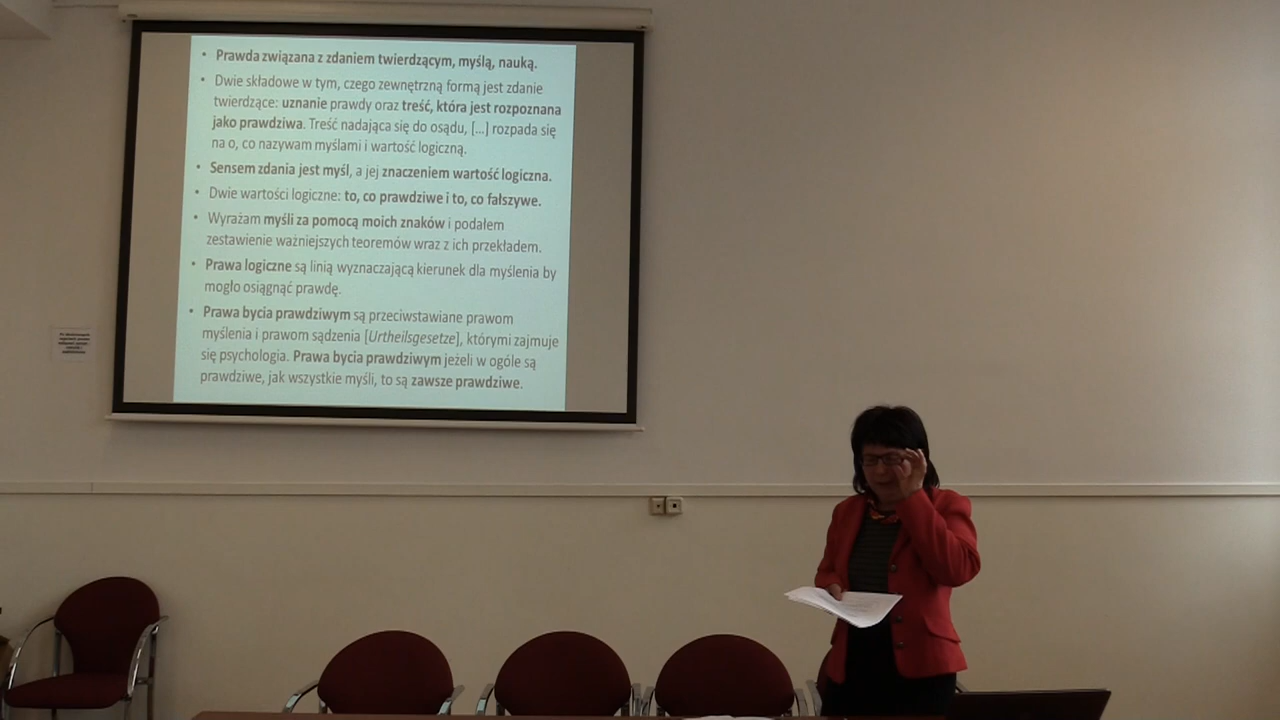 • Prawda związana z zdaniem twierdzącym, myślą, nauką.
• Dwie składowe w tym, czego zewnętrzną formą jest zdanie
twierdzące: uznanie prawdy oraz treść, która jest rozpoznana
jako prawdziwa. Treść nadająca się do osądu, [...] rozpada się
na o, co nazywam myślami i wartość logiczną.
• Sensem zdania jest myśl, a jej znaczeniem wartość logiczna.
• Dwie wartości logiczne: to, co prawdziwe i to, co fałszywe.
• Wyrażam myśli za pomocą moich znaków i podałem
zestawienie ważniejszych teoremów wraz z ich przekładem.
• Prawa logiczne są linią wyznaczającą kierunek dla myślenia by
mogło osiągnąć prawdę.
• Prawa bycia prawdziwym są przeciwstawiane prawom
myślenia i prawom sądzenia [Urtheilsgesetze], którymi zajmuje
się psychologia. Prawa bycia prawdziwym jeżeli w ogóle są
prawdziwe, jak wszystkie myśli, to są zawsze prawdziwe.